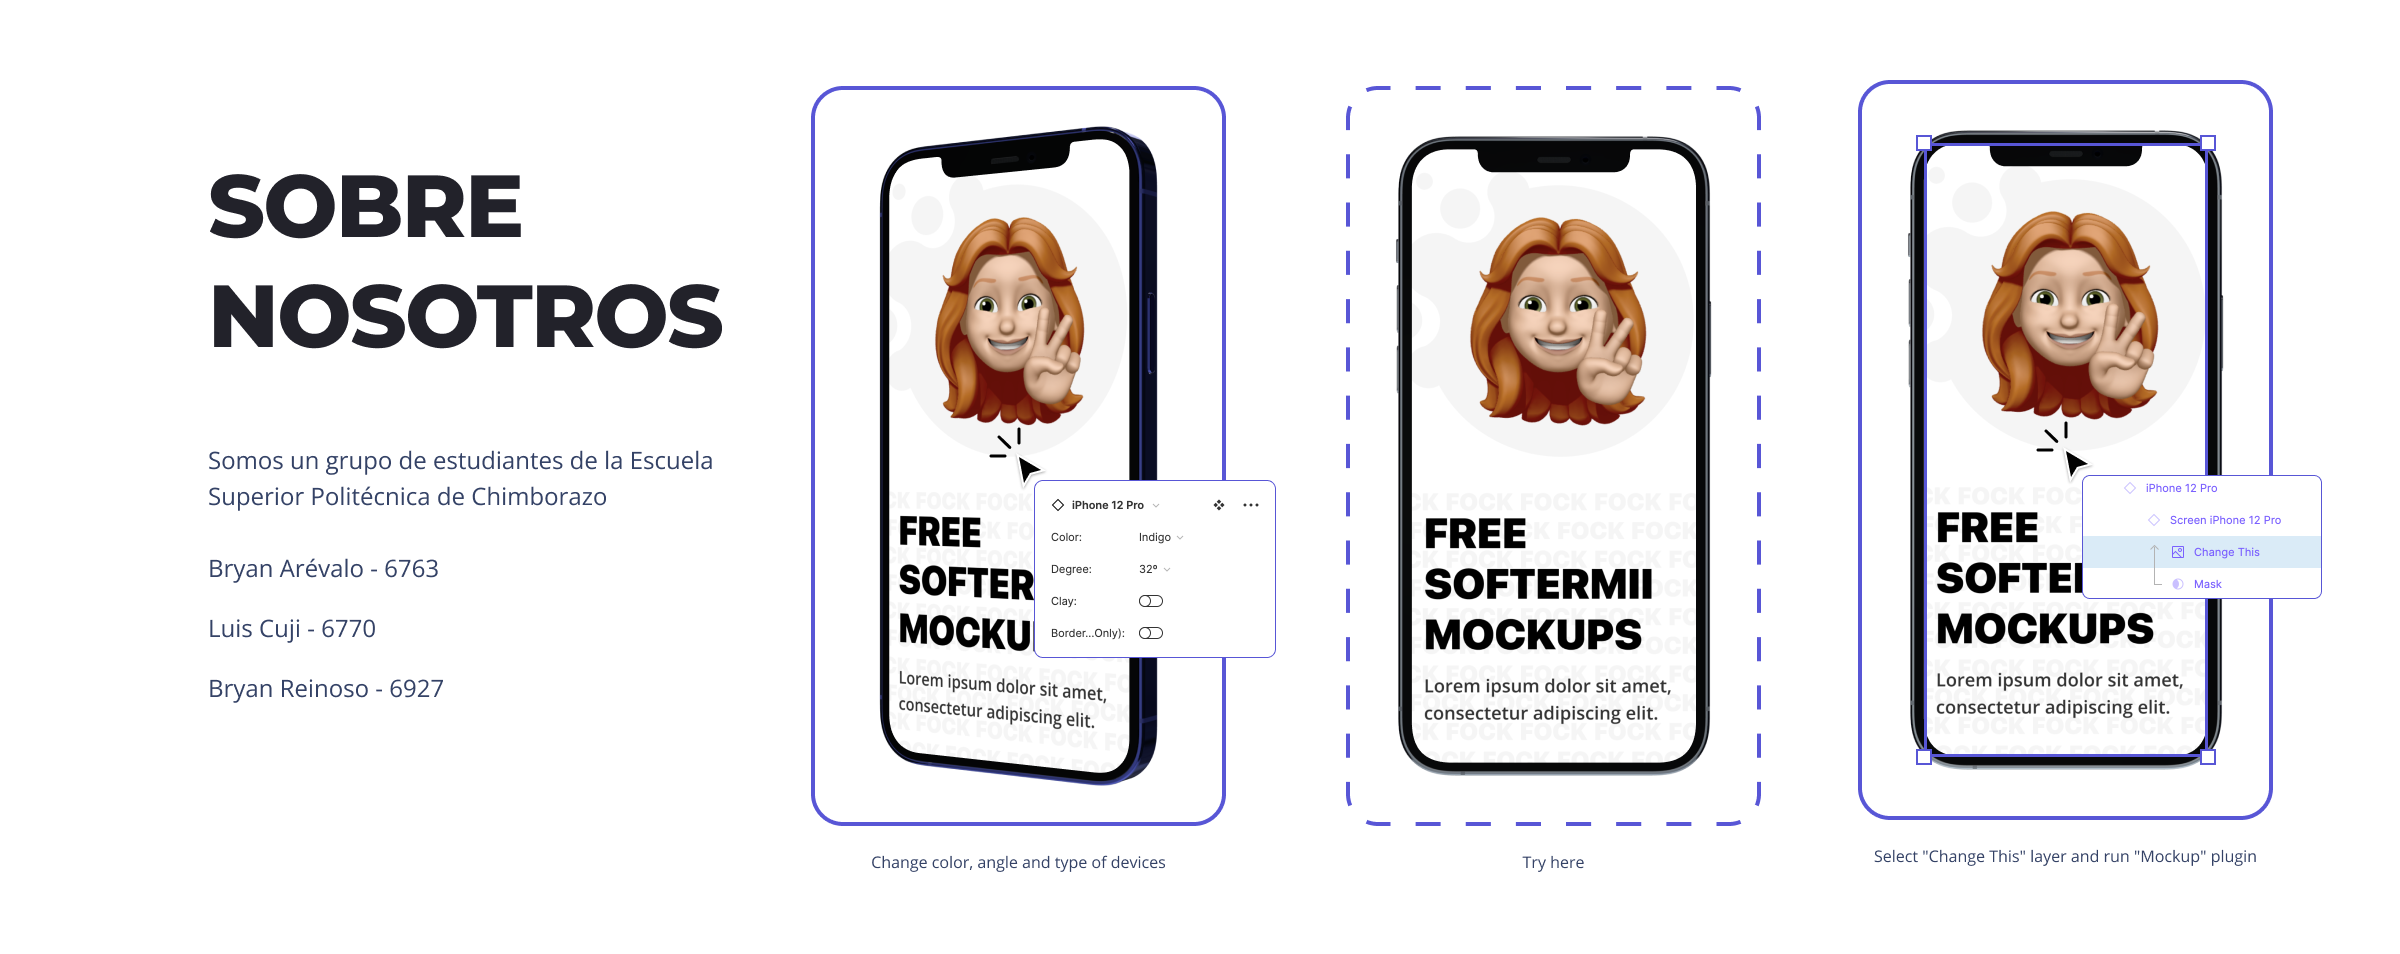 SOBRE
NOSOTROS
Somos un grupo de estudiantes de la Escuela
Superior Politécnica de Chimborazo
Bryan Arévalo - 6763
Luis Cuji - 6770
Bryan Reinoso - 6927
FREE
SOFTER
MOCKU
Lorem ipsum dolor sit amet,
consectetur adipiscing elit.
iPhone 12 Pro
Color: Indigo
Degree: 32º
Clay:
Border...Only):
Change color, angle and type of devices
FOCK FOCK FOCK
FREE
SOFTERMII
MOCKUPS
Lorem ipsum dolor sit amet,
consectetur adipiscing elit.
Try here
FREE
SOFTE
MOCKUPS
Lorem ipsum dolor sit amet,
consectetur adipiscing elit.
iPhone 12 Pro
Screen iPhone 12 Pro
Change This
Mask
Select "Change This" layer and run "Mockup" plugin